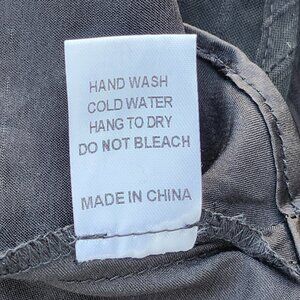 HAND WASH
COLD WATER
HANG TO DRY
DO NOT BLEACH
MADE IN CHINA